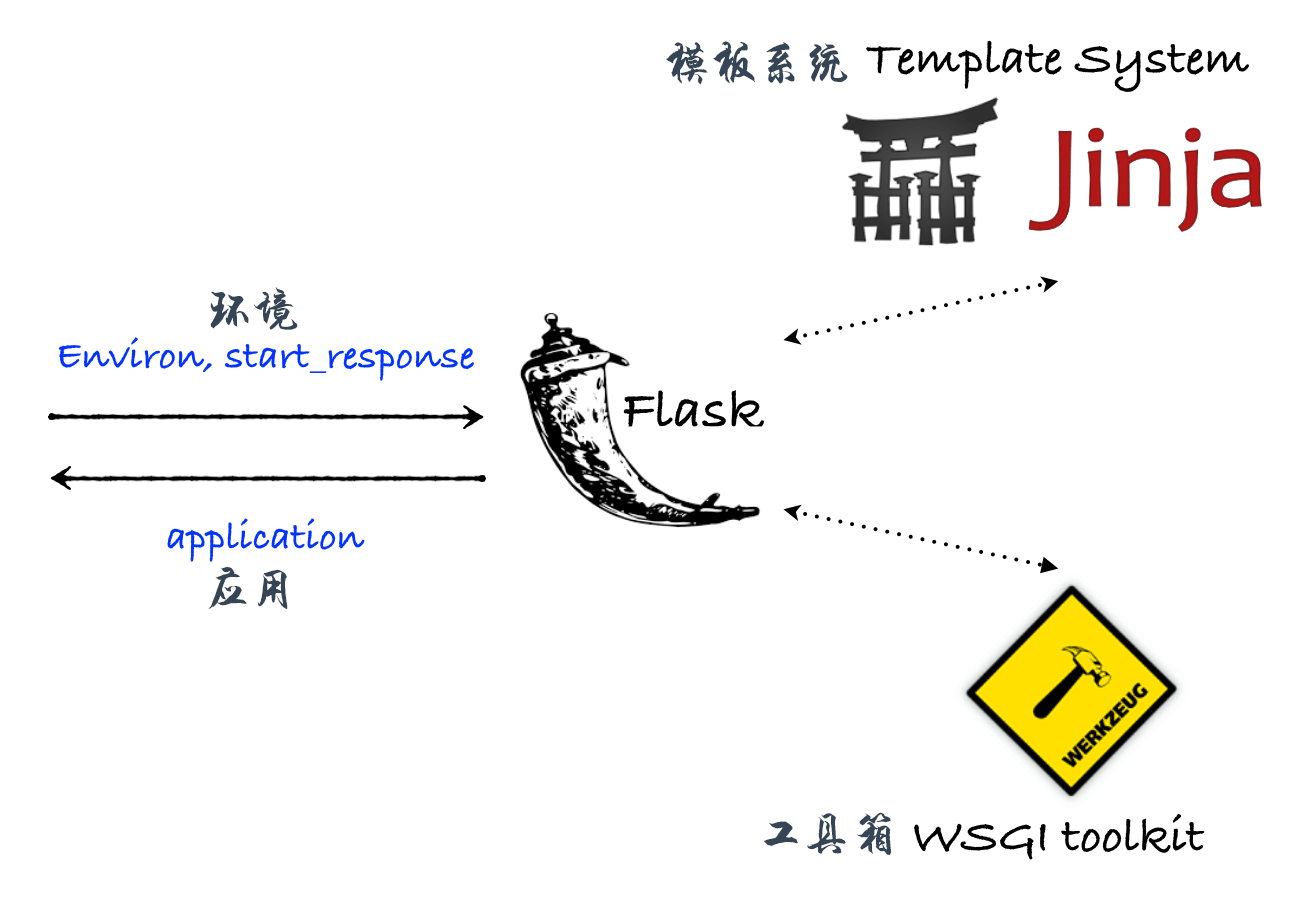 模板系统 Template System
Jinja
环境
Environ, start_response
Flask
application
应用
WERKZEUG
工具箱 WSGI toolkit